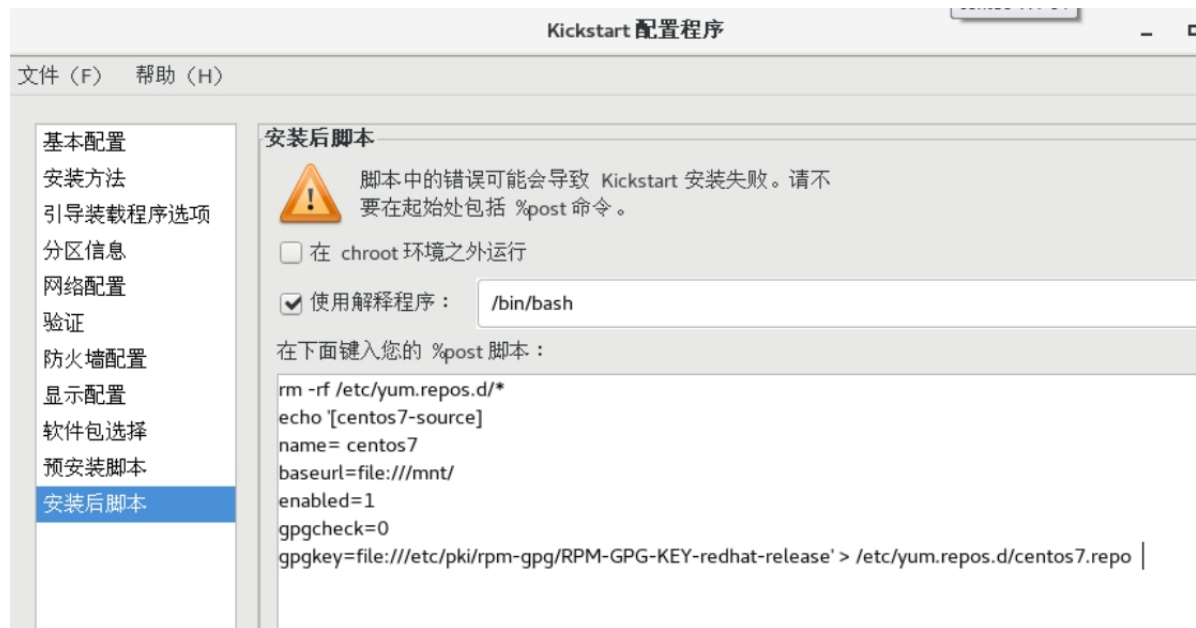 Kickstart 配置程序
文件（F） 帮助（H）
基本配置
安装方法
引导装载程序选项
分区信息
网络配置
验证
防火墙配置
显示配置
软件包选择
预安装脚本
安装后脚本
安装后脚本
脚本中的错误可能会导致 Kickstart 安装失败。请不
要在起始处包括 %post 命令。
在 chroot 环境之外运行
使用解释程序： /bin/bash
在下面键入您的 %post 脚本：
rm -rf /etc/yum.repos.d/*
echo '[centos7-source]
name= centos7
baseurl=file:///mnt/
enabled=1
gpgcheck=0
gpgkey=file:///etc/pki/rpm-gpg/RPM-GPG-KEY-redhat-release' > /etc/yum.repos.d/centos7.repo